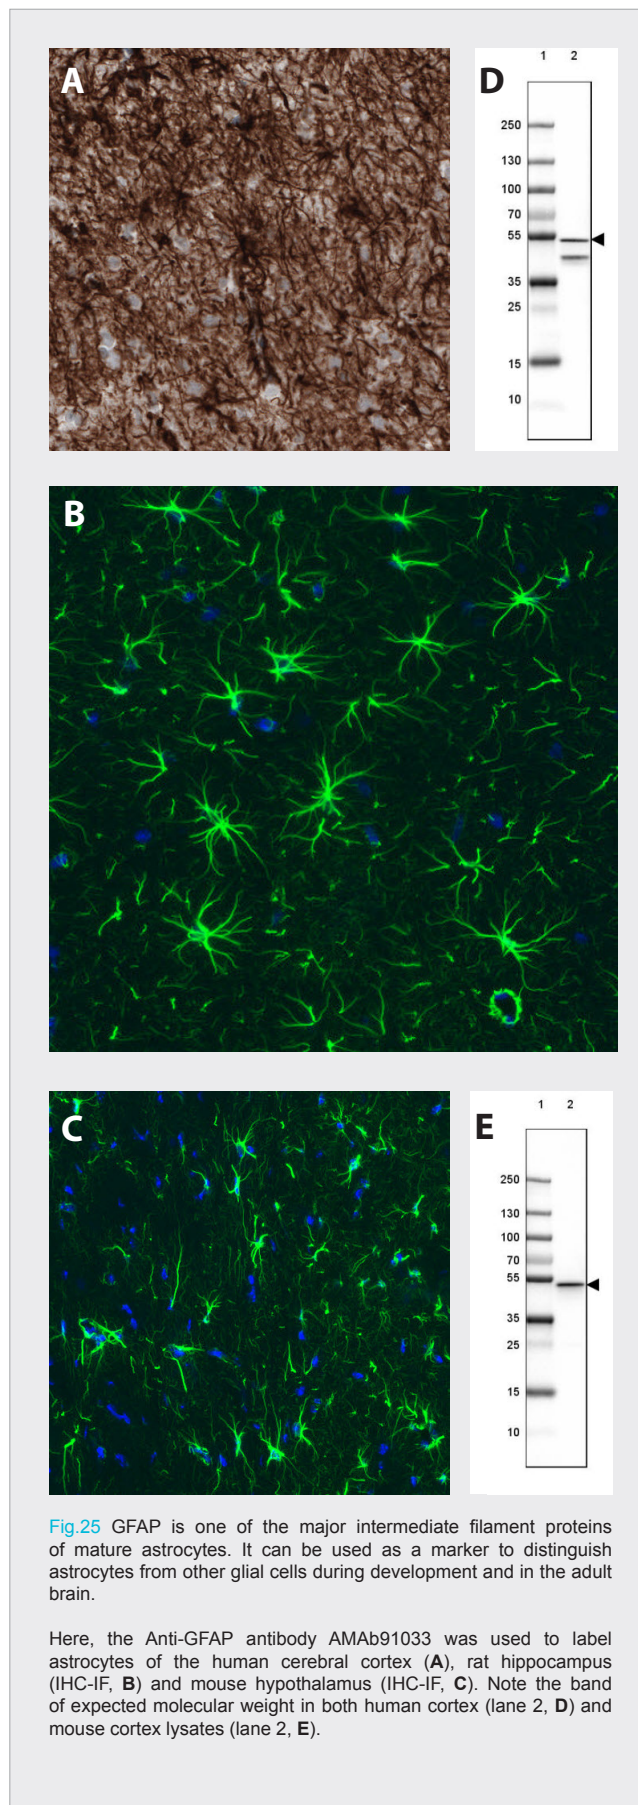 A
D
1 2
250
130
100
70
55
35
25
15
10
B
C
E
1 2
250
130
100
70
55
35
25
15
10
Fig.25 GFAP is one of the major intermediate filament proteins
of mature astrocytes. It can be used as a marker to distinguish
astrocytes from other glial cells during development and in the adult
brain.
Here, the Anti-GFAP antibody AMAb91033 was used to label
astrocytes of the human cerebral cortex (A), rat hippocampus
(IHC-IF, B) and mouse hypothalamus (IHC-IF, C). Note the band
of expected molecular weight in both human cortex (lane 2, D) and
mouse cortex lysates (lane 2, E).